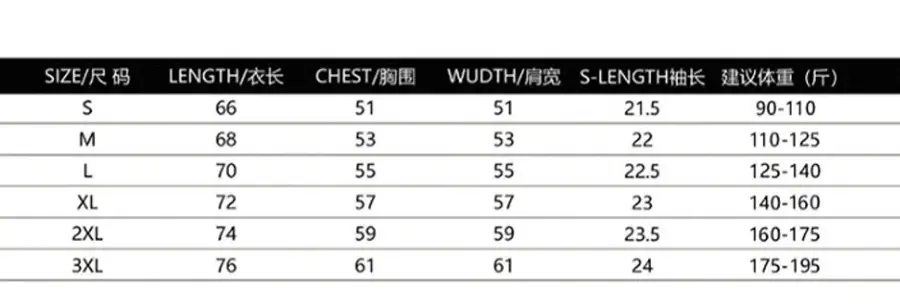 SIZE/尺 码 LENGTH/衣长 CHEST/胸围 WUDTH/肩宽 S-LENGTH袖长 建议体重（斤）
S 66 51 51 21.5 90-110
M 68 53 53 22 110-125
L 70 55 55 22.5 125-140
XL 72 57 57 23 140-160
2XL 74 59 59 23.5 160-175
3XL 76 61 61 24 175-195